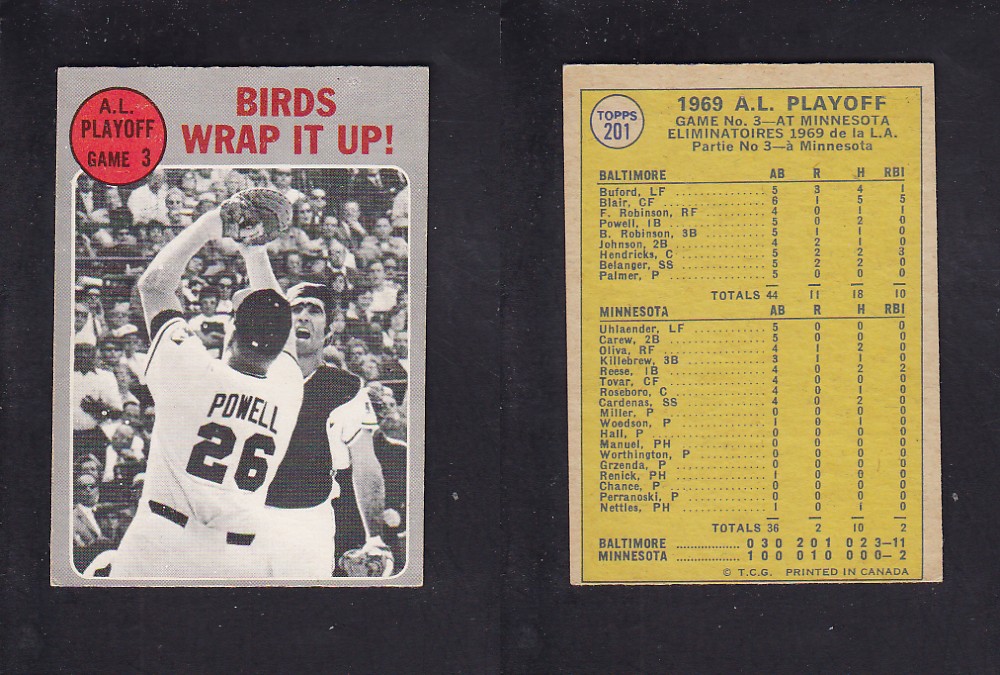 A.L.
PLAYOFF
GAME 3
BIRDS
WRAP IT UP!
POWELL
26
TOPPS
201
1969 A.L. PLAYOFF
GAME No. 3—AT MINNESOTA
ELIMINATOIRES 1969 de la L.A.
Partie No 3—à Minnesota
BALTIMORE AB R H RBI
Buford, LF 5 3 4 1
Blair, CF 6 1 5 5
F. Robinson, RF 4 0 1 1
Powell, 1B 5 0 2 0
B. Robinson, 3B 5 1 1 0
Johnson, 2B 4 2 1 0
Hendricks, C 5 2 2 3
Belanger, SS 5 2 2 0
Palmer, P 5 0 0 0
TOTALS 44 11 18 10
MINNESOTA AB R H RBI
Uhlaender, LF 5 0 0 0
Carew, 2B 5 0 0 0
Oliva, RF 4 1 2 0
Killebrew, 3B 3 1 1 0
Reese, 1B 4 0 2 2
Tovar, CF 4 0 0 0
Roseboro, C 4 0 1 0
Cardenas, SS 4 0 2 0
Miller, P 0 0 0 0
Woodson, P 1 0 1 0
Hall, P 0 0 0 0
Manuel, PH 0 0 0 0
Worthington, P 0 0 0 0
Grzenda, P 0 0 0 0
Renick, PH 1 0 0 0
Chance, P 0 0 0 0
Perranoski, P 0 0 0 0
Nettles, PH 1 0 1 0
TOTALS 36 2 10 2
BALTIMORE 0 3 0 2 0 1 0 2 3—11
MINNESOTA 1 0 0 0 1 0 0 0 0— 2
© T.C.G. PRINTED IN CANADA